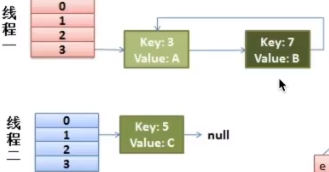 线程一
0
1
2
3
Key: 3
Value: A
Key: 7
Value: B
线程二
0
1
2
3
Key: 5
Value: C
null
e